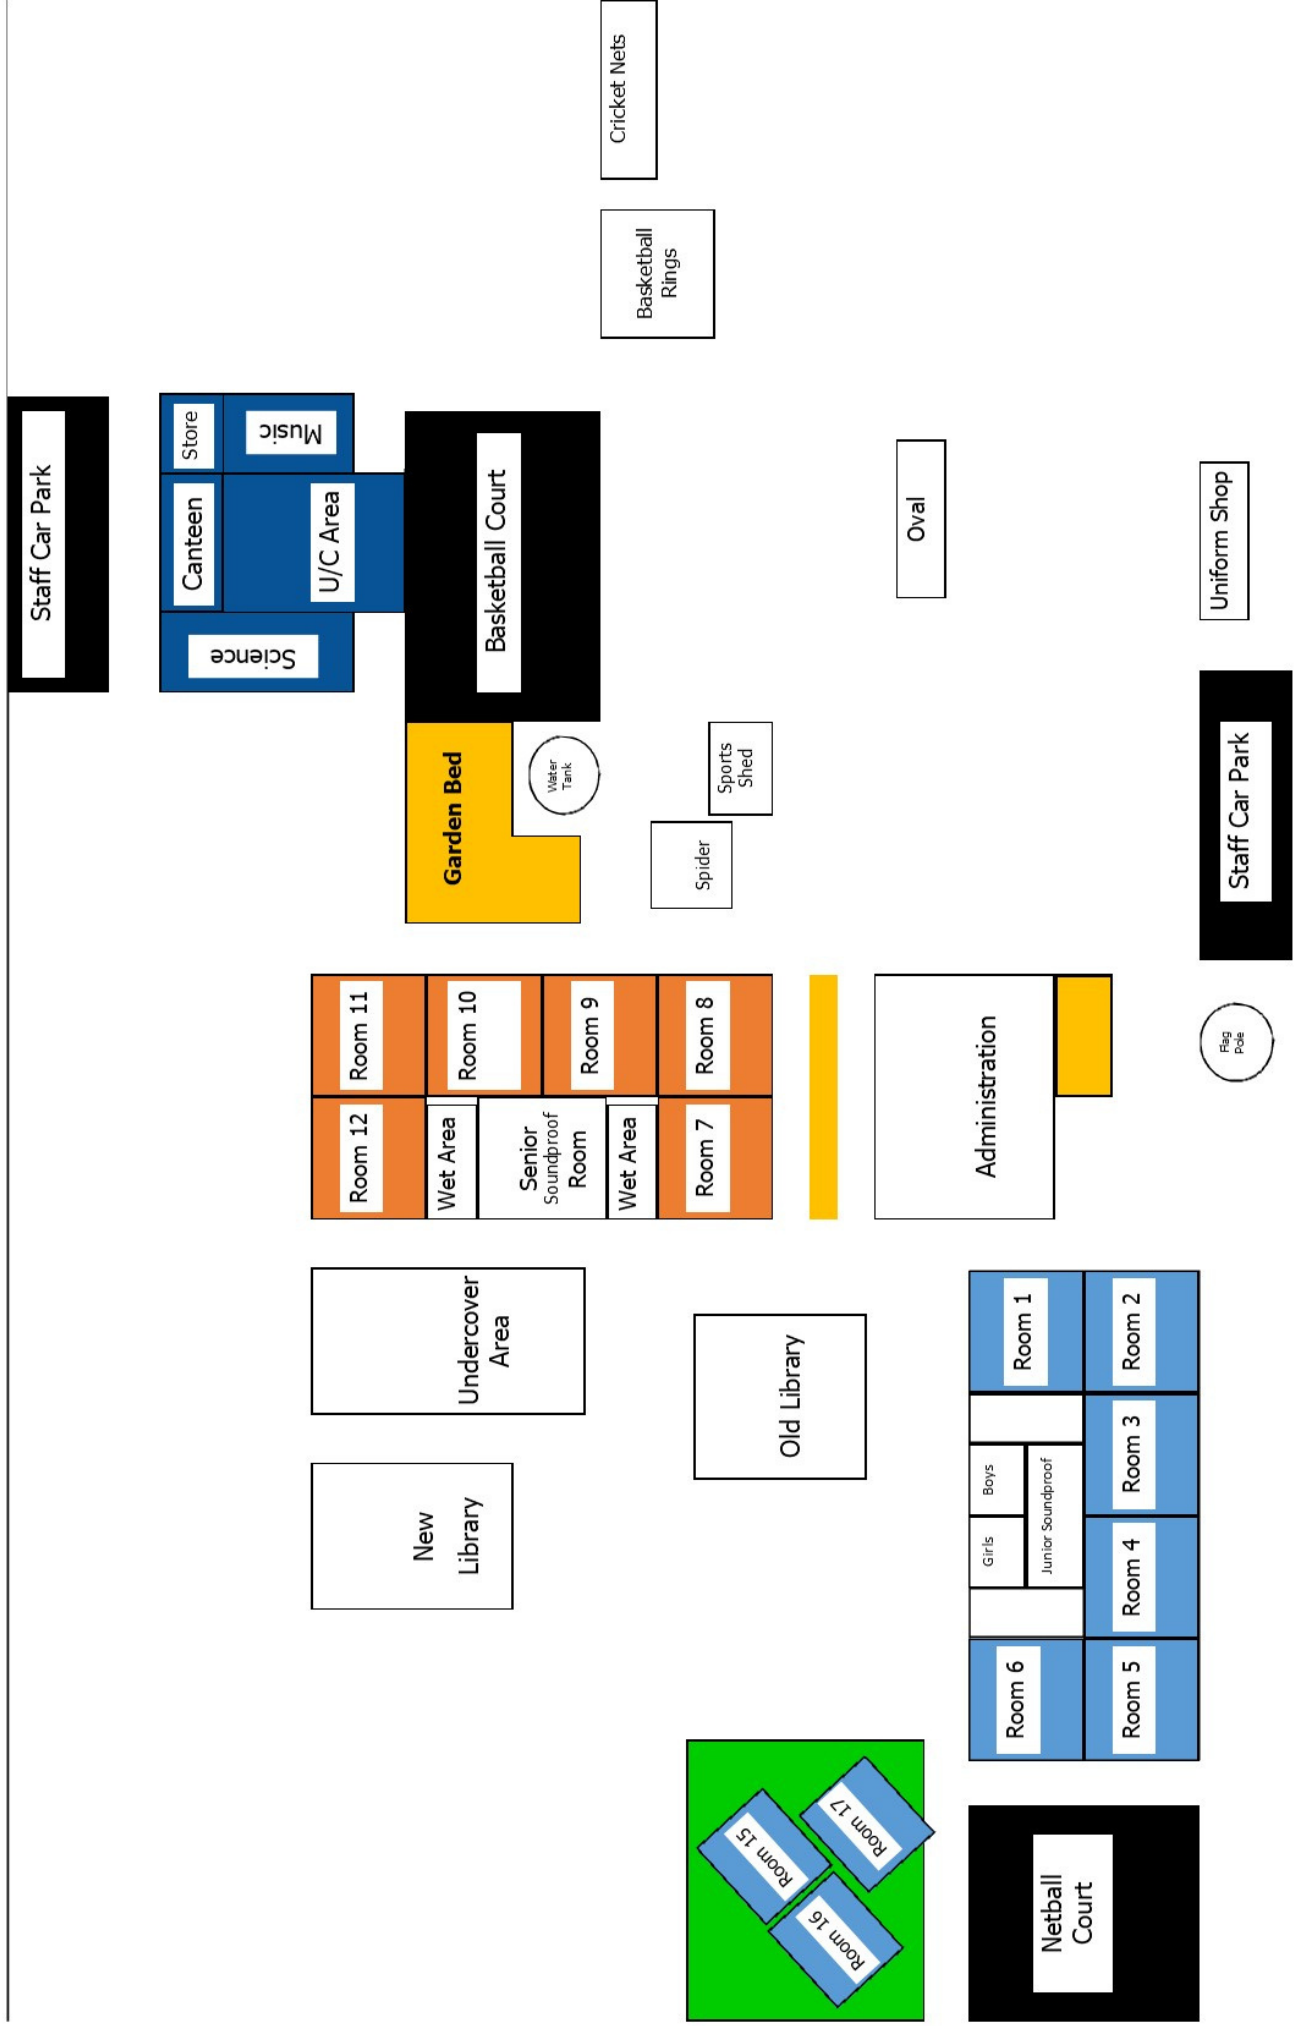 Staff Car Park
Store
Music
Canteen
U/C Area
Science
Basketball Court
Cricket Nets
Basketball
Rings
Oval
Uniform Shop
Garden Bed
Water
Tank
Sports
Shed
Spider
Staff Car Park
Flag
Pole
Room 11
Room 10
Room 9
Room 8
Room 12
Wet Area
Senior
Soundproof
Room
Wet Area
Room 7
Administration
Undercover
Area
New
Library
Old Library
Room 1
Room 2
Boys
Girls
Junior Soundproof
Room 3
Room 4
Room 6
Room 5
Room 15
Room 17
Room 16
Netball
Court